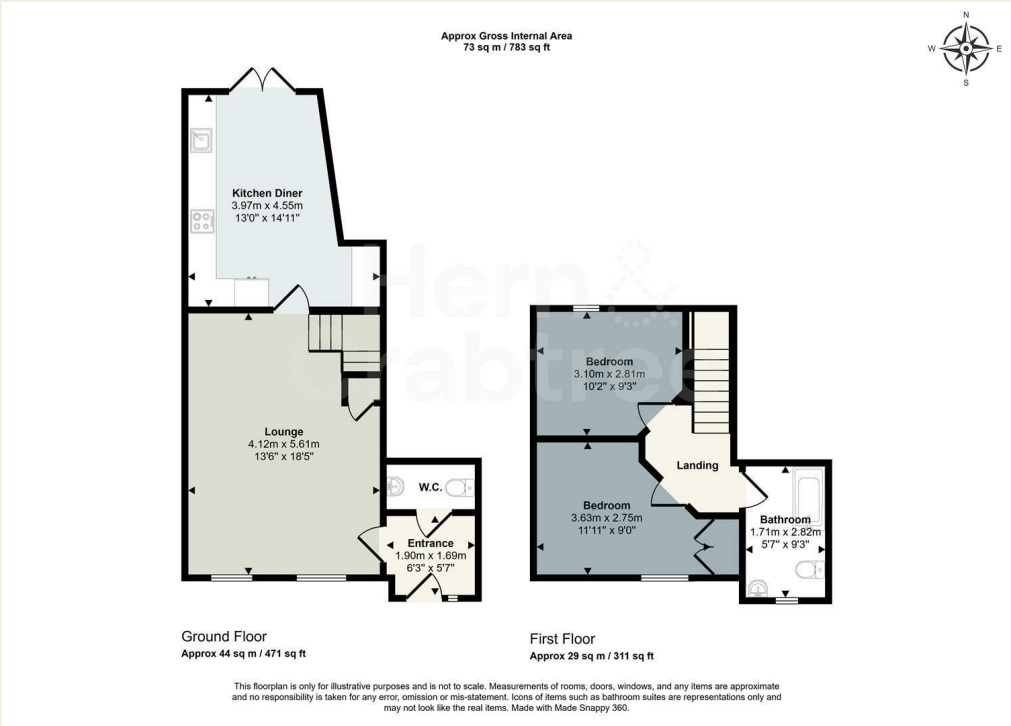 Approx Gross Internal Area
73 sq m / 783 sq ft
N
W
E
S
Kitchen Diner
3.97m x 4.55m
13'0" x 14'11"
Hern &
Crabtree
Lounge
4.12m x 5.61m
13'6" x 18'5"
W.C.
Entrance
1.90m x 1.69m
6'3" x 5'7"
Bedroom
3.10m x 2.81m
10'2" x 9'3"
Landing
Bedroom
3.63m x 2.75m
11'11" x 9'0"
Bathroom
1.71m x 2.82m
5'7" x 9'3"
Ground Floor
Approx 44 sq m / 471 sq ft
First Floor
Approx 29 sq m / 311 sq ft
This floorplan is only for illustrative purposes and is not to scale. Measurements of rooms, doors, windows, and any items are approximate
and no responsibility is taken for any error, omission or mis-statement. Icons of items such as bathroom suites are representations only and
may not look like the real items. Made with Made Snappy 360.